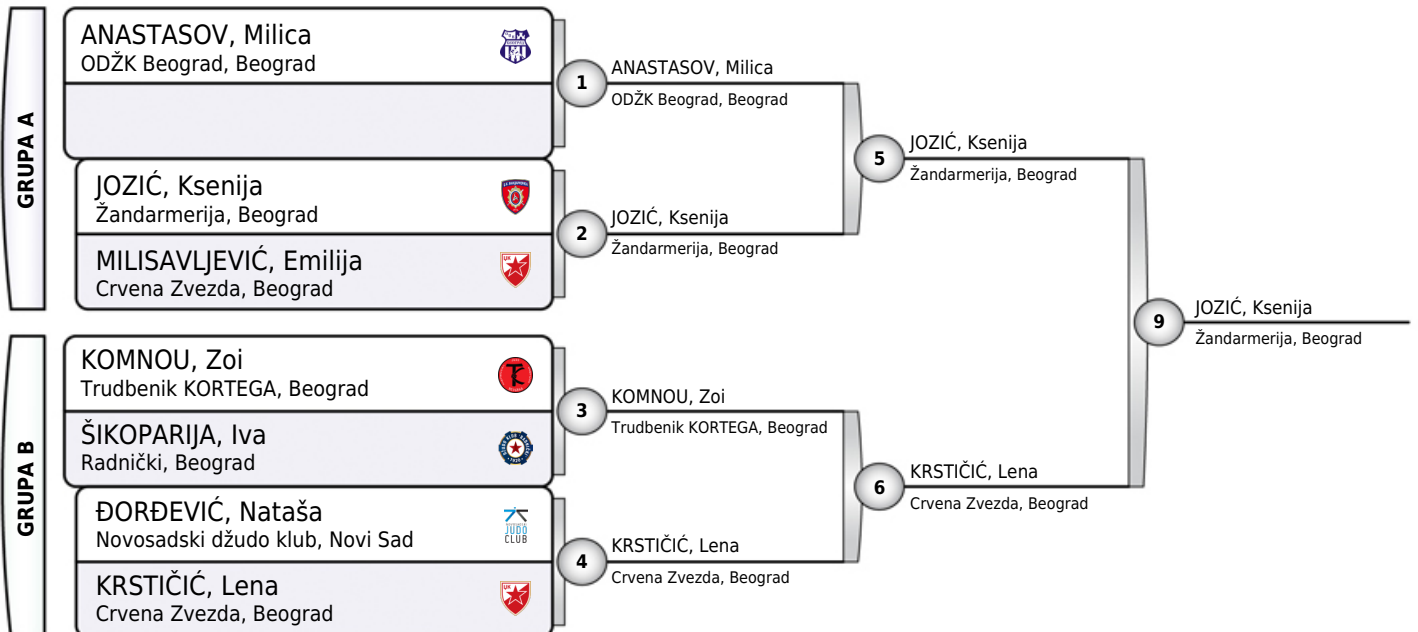 GRUPA A
ANASTASOV, Milica
ODŽK Beograd, Beograd
JOZIĆ, Ksenija
Žandarmerija, Beograd
MILISAVLJEVIĆ, Emilija
Crvena Zvezda, Beograd
GRUPA B
KOMNOU, Zoi
Trudbenik KORTEGA, Beograd
ŠIKOPARIJA, Iva
Radnički, Beograd
ĐORĐEVIĆ, Nataša
Novosadski džudo klub, Novi Sad
JUDO
CLUB
KRSTIČIĆ, Lena
Crvena Zvezda, Beograd
1
ANASTASOV, Milica
ODŽK Beograd, Beograd
2
JOZIĆ, Ksenija
Žandarmerija, Beograd
3
KOMNOU, Zoi
Trudbenik KORTEGA, Beograd
4
KRSTIČIĆ, Lena
Crvena Zvezda, Beograd
5
JOZIĆ, Ksenija
Žandarmerija, Beograd
6
KRSTIČIĆ, Lena
Crvena Zvezda, Beograd
9
JOZIĆ, Ksenija
Žandarmerija, Beograd